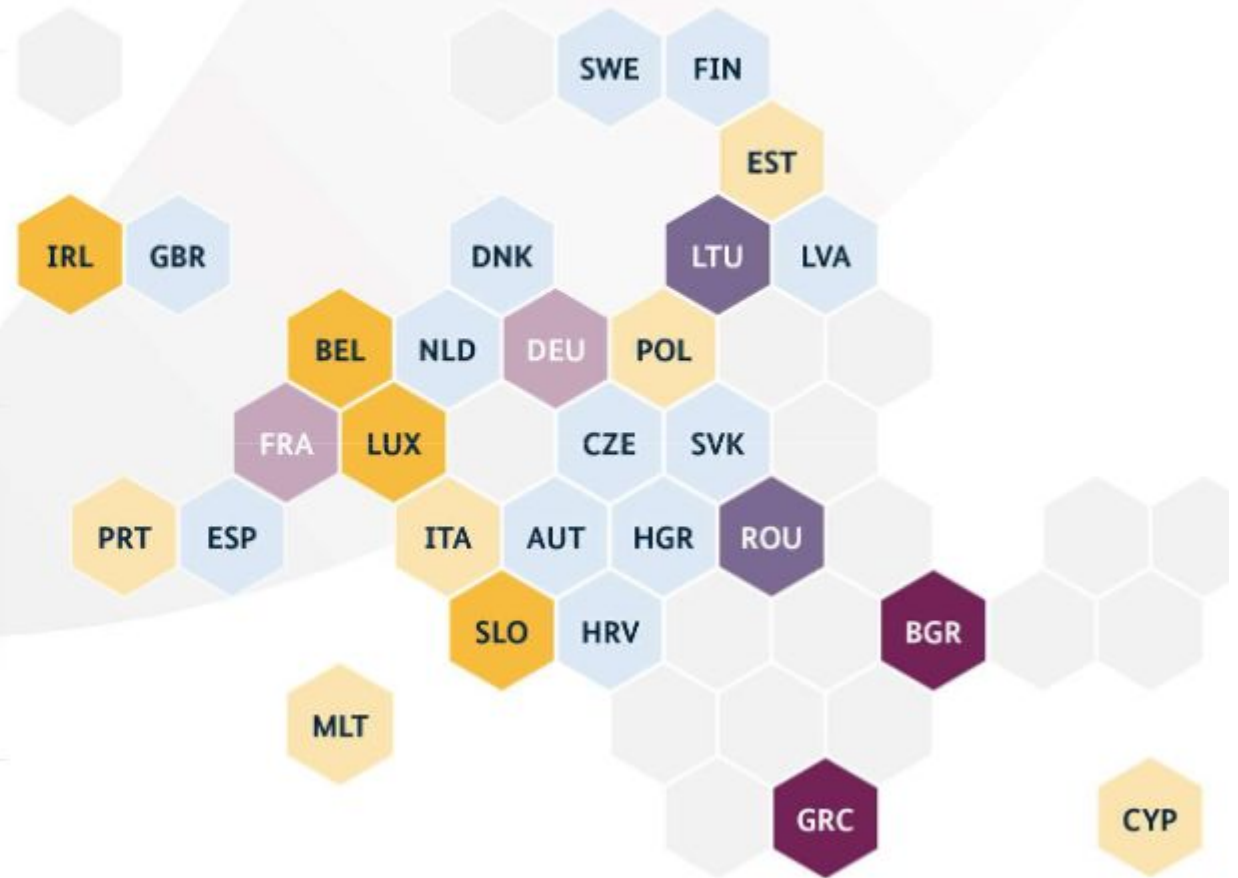 SWE FIN
EST
IRL GBR DNK LTU LVA
BEL NLD DEU POL
FRA LUX CZE SVK
PRT ESP ITA AUT HGR ROU
SLO HRV BGR
MLT
GRC CYP